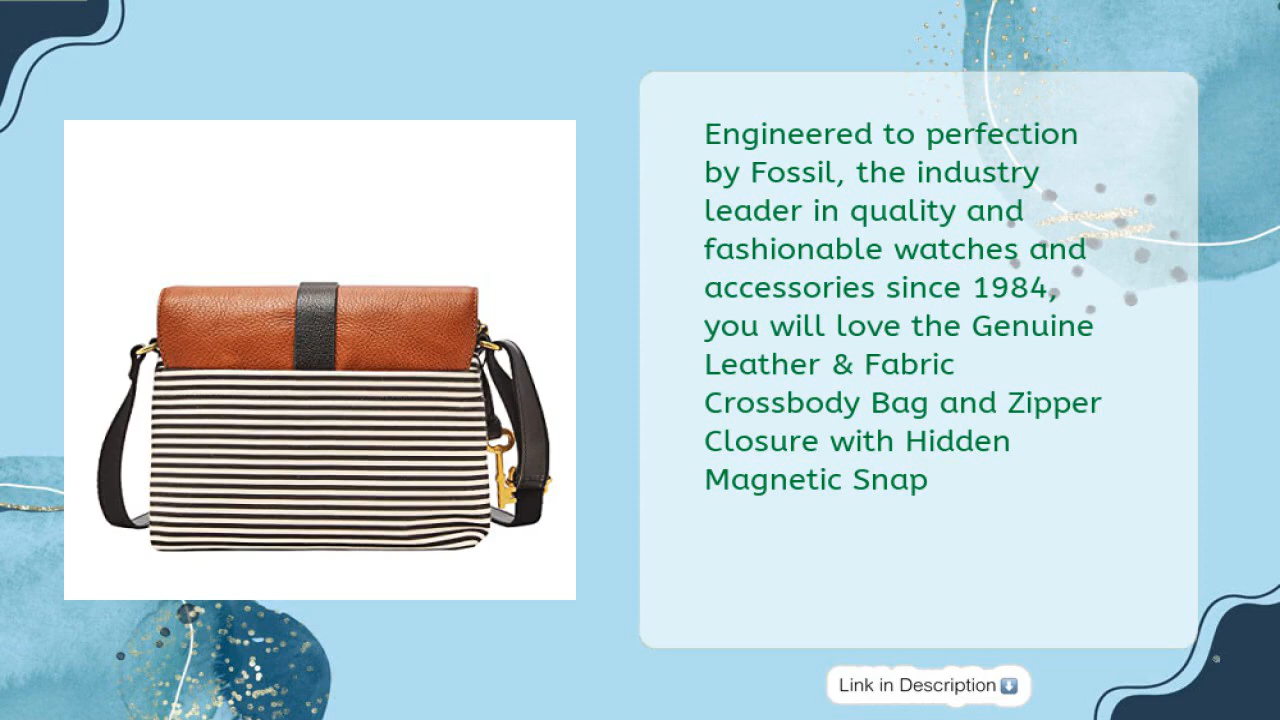 Engineered to perfection
by Fossil, the industry
leader in quality and
fashionable watches and
accessories since 1984,
you will love the Genuine
Leather & Fabric
Crossbody Bag and Zipper
Closure with Hidden
Magnetic Snap
Link in Description⬇️